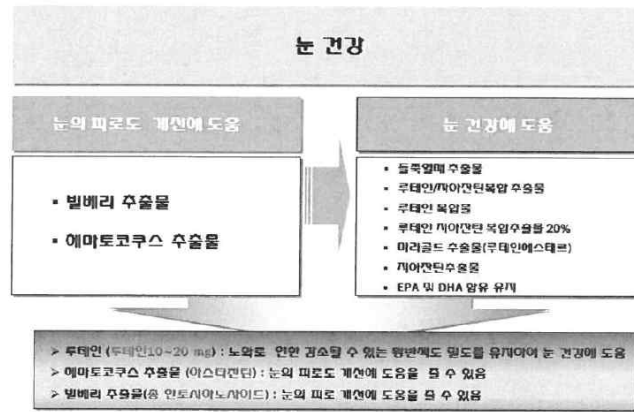 눈 건강
눈의 피로도 개선에 도움
눈 건강에 도움
▪ 빌베리 추출물
▪ 헤마토코쿠스 추출물
▪ 들쭉열매 추출물
▪ 루테인/지아잔틴복합 추출물
▪ 루테인 복합물
▪ 루테인 지아잔틴 복합추출물 20%
▪ 마리골드 추출물(루테인에스테르)
▪ 지아잔틴추출물
▪ EPA 및 DHA 함유 유지
➢ 루테인 (루테인10~20 mg) : 노화로 인한 감소될 수 있는 황반색소 밀도를 유지하여 눈 건강에 도움
➢ 헤마토코쿠스 추출물 (아스타잔틴) : 눈의 피로도 개선에 도움을 줄 수 있음
➢ 빌베리 추출물(총 안토시아노사이드) : 눈의 피로 개선에 도움을 줄 수 있음